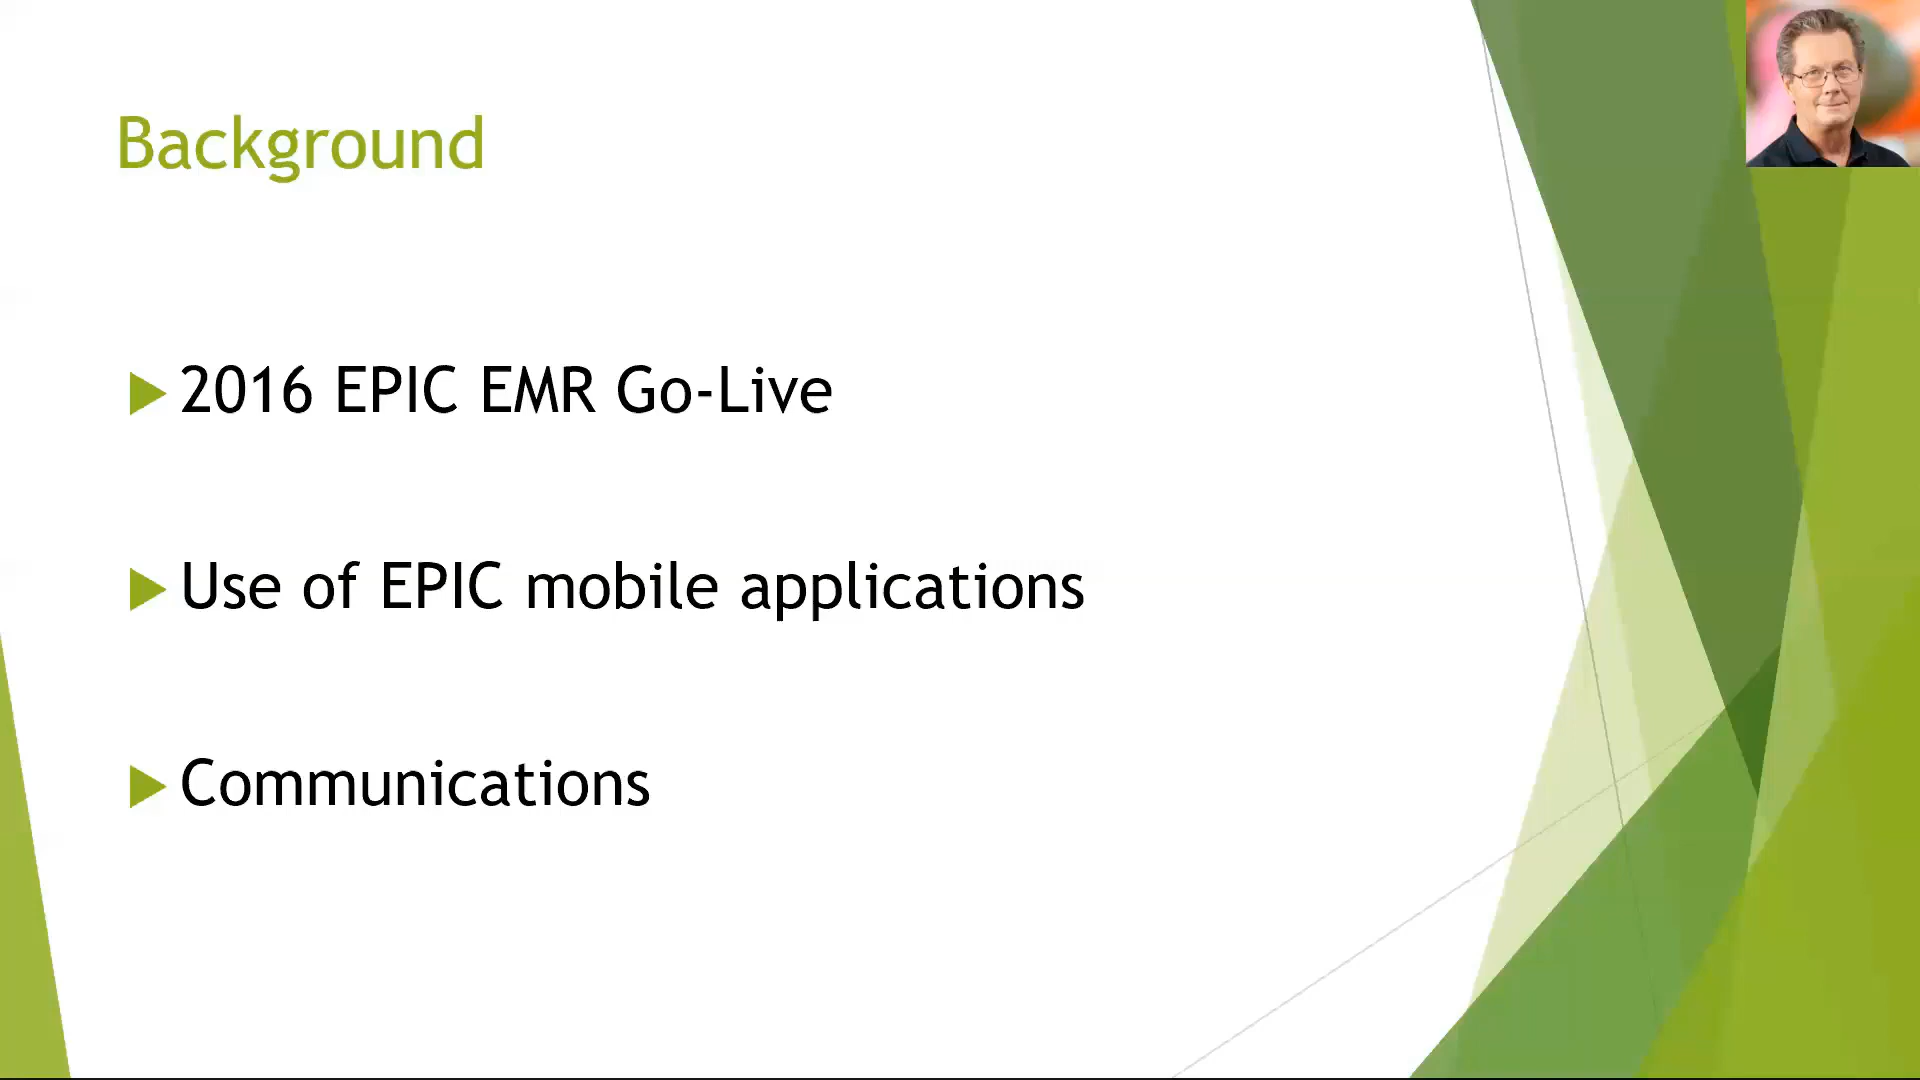 Background
2016 EPIC EMR Go-Live
Use of EPIC mobile applications
Communications